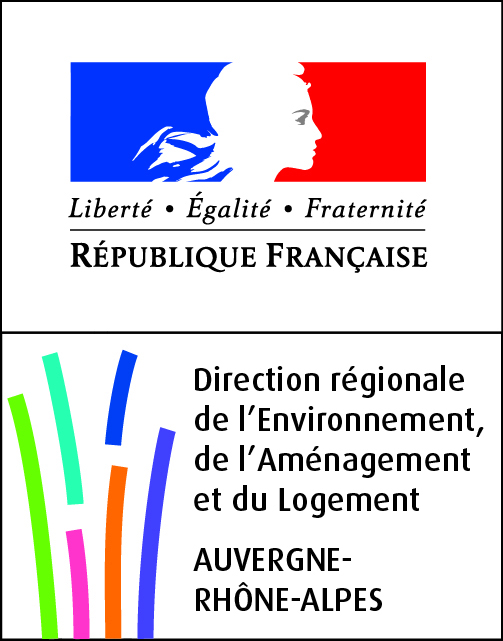 Liberté • Égalité • Fraternité
RÉPUBLIQUE FRANÇAISE
Direction régionale
de l'Environnement,
de l'Aménagement
et du Logement
AUVERGNE-
RHÔNE-ALPES